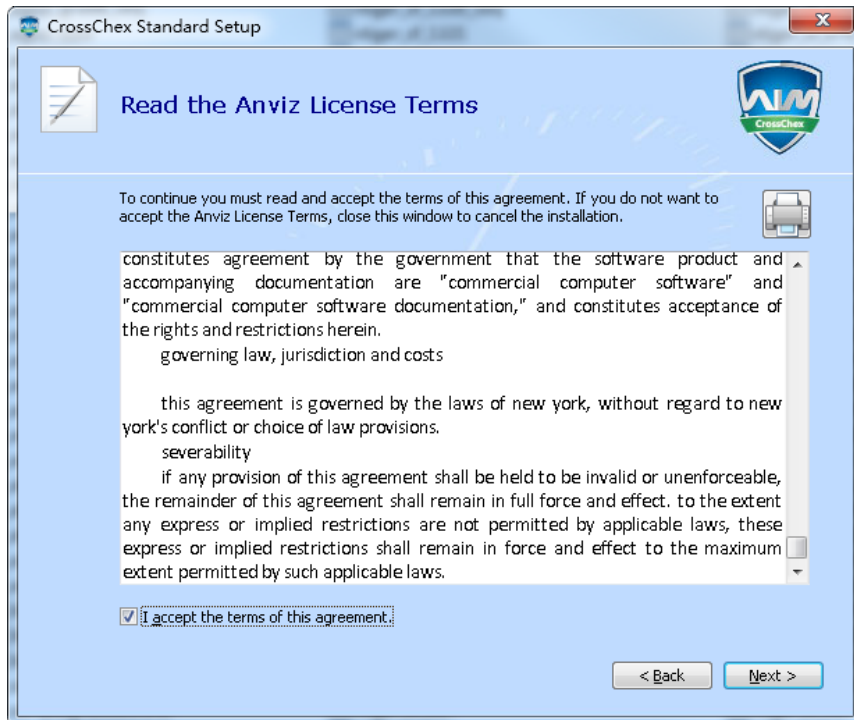 CrossChex Standard Setup
Read the Anviz License Terms
AIM
CrossChex
To continue you must read and accept the terms of this agreement. If you do not want to
accept the Anviz License Terms, close this window to cancel the installation.
constitutes agreement by the government that the software product and
accompanying documentation are "commercial computer software" and
"commercial computer software documentation," and constitutes acceptance of
the rights and restrictions herein.
governing law, jurisdiction and costs
this agreement is governed by the laws of new york, without regard to new
york's conflict or choice of law provisions.
severability
if any provision of this agreement shall be held to be invalid or unenforceable,
the remainder of this agreement shall remain in full force and effect. to the extent
any express or implied restrictions are not permitted by applicable laws, these
express or implied restrictions shall remain in force and effect to the maximum
extent permitted by such applicable laws.
I accept the terms of this agreement.
< Back
Next >